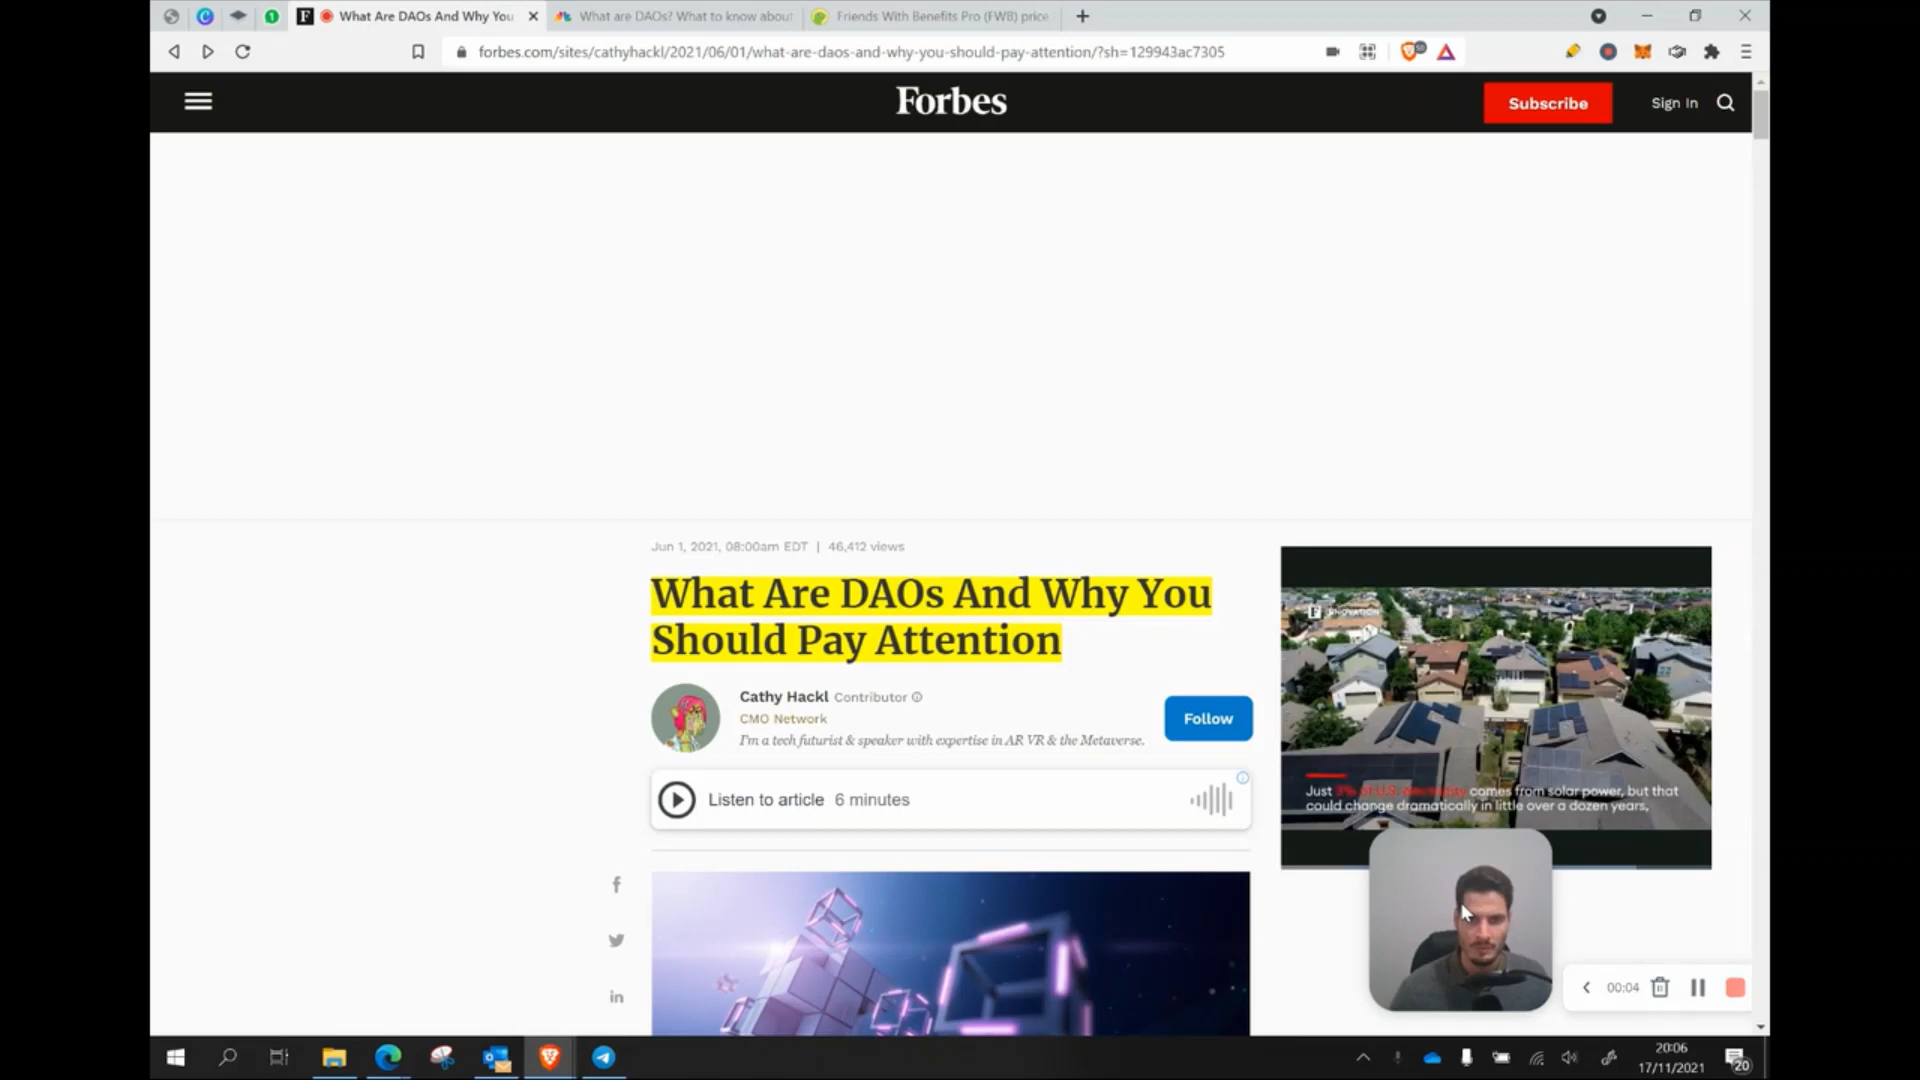 What Are DAOs And Why You
What are DAOs? What to know about
Friends With Benefits Pro (FWB) price
forbes.com/sites/cathyhackl/2021/06/01/what-are-daos-and-why-you-should-pay-attention/?sh=129943ac7305
Forbes
Subscribe
Sign In
Jun 1, 2021, 08:00am EDT | 46,412 views
What Are DAOs And Why You
Should Pay Attention
Cathy Hackl Contributor
CMO Network
I'm a tech futurist & speaker with expertise in AR VR & the Metaverse.
Follow
Listen to article 6 minutes
Just 3% of U.S. electricity comes from solar power, but that
could change dramatically in little over a dozen years,
00:04
20:06
17/11/2021
20